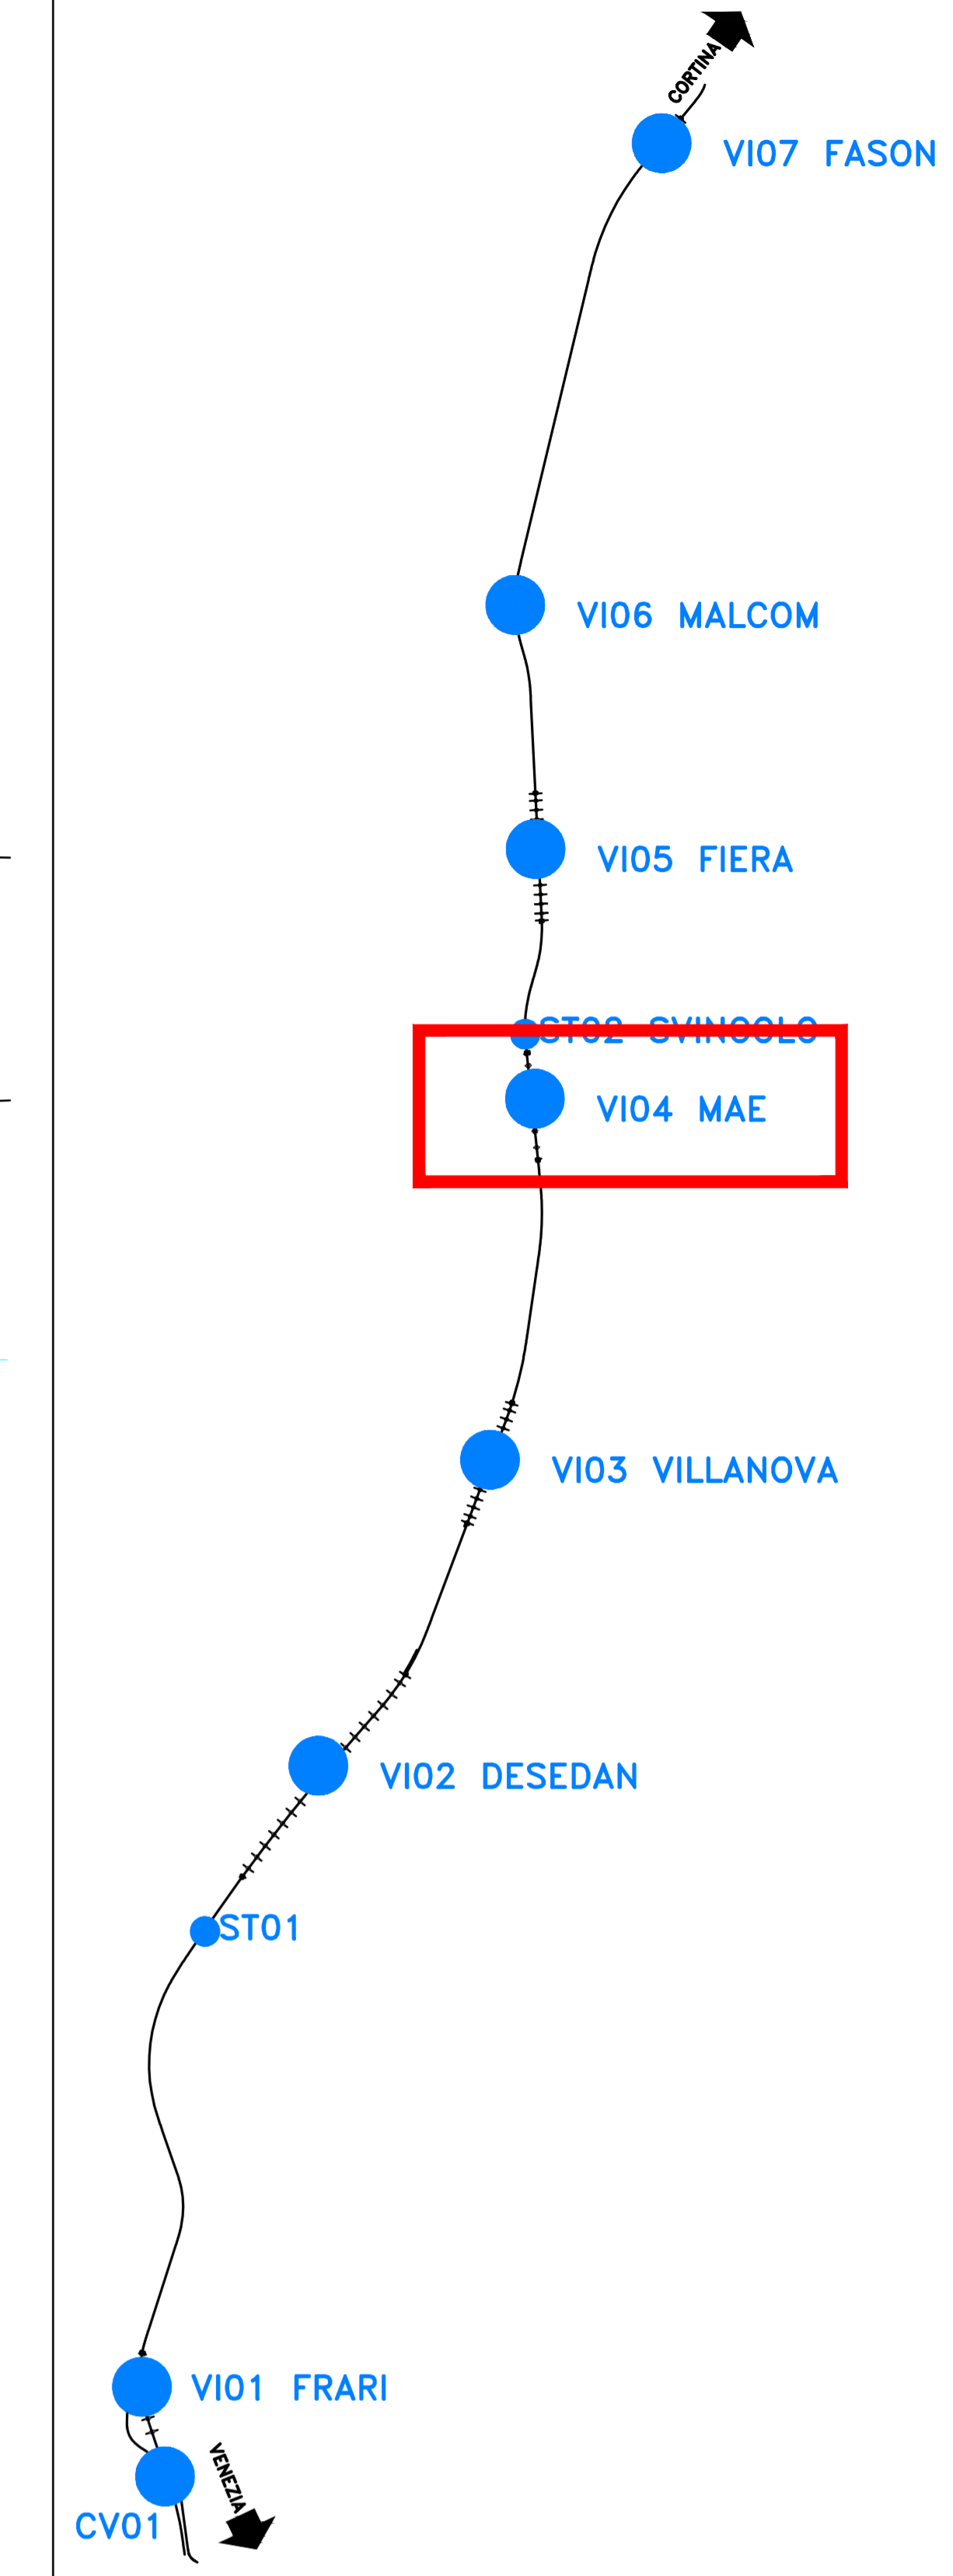 CORTINA
VI07 FASON
VI06 MALCOM
VI05 FIERA
ST02 SVINCOLO
VI04 MAE
VI03 VILLANOVA
VI02 DESEDAN
ST01
VI01 FRARI
VENEZIA
CV01